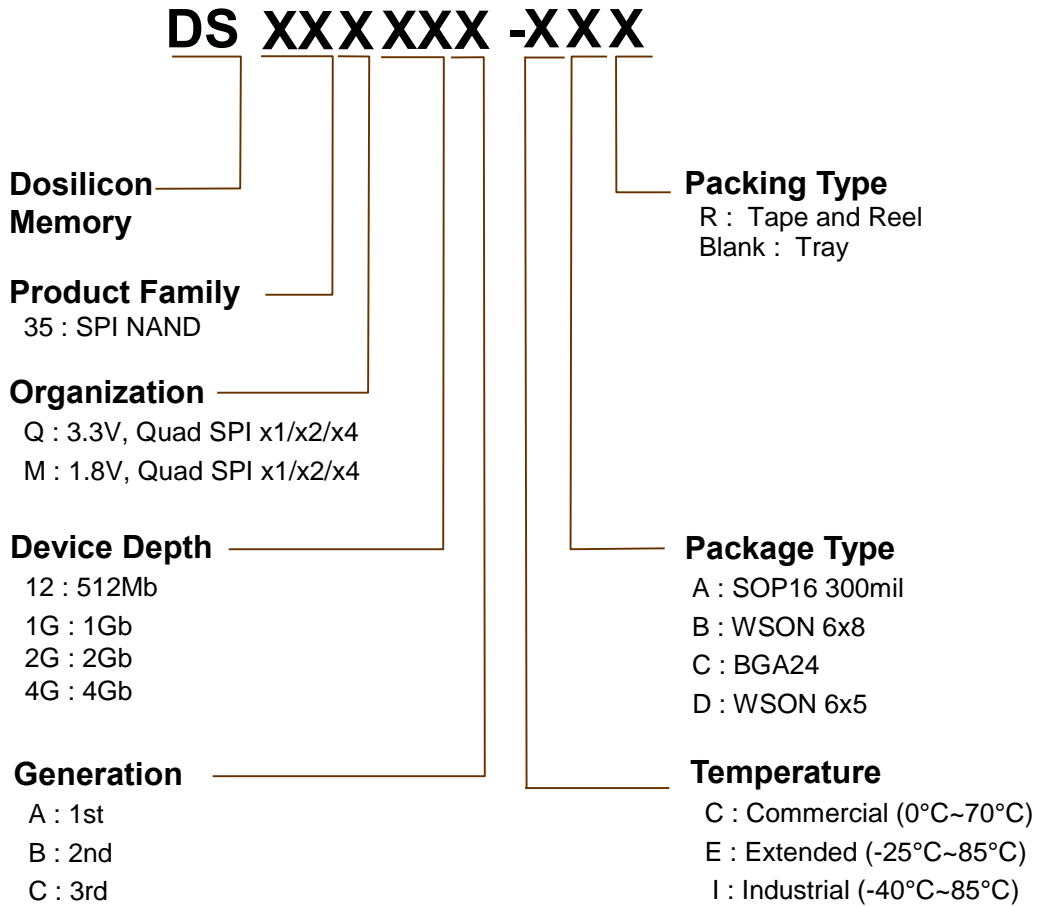 DS XXXXXX -XXX
Dosilicon
Memory
Product Family
35 : SPI NAND
Organization
Q : 3.3V, Quad SPI x1/x2/x4
M : 1.8V, Quad SPI x1/x2/x4
Device Depth
12 : 512Mb
1G : 1Gb
2G : 2Gb
4G : 4Gb
Generation
A : 1st
B : 2nd
C : 3rd
Packing Type
R : Tape and Reel
Blank : Tray
Package Type
A : SOP16 300mil
B : WSON 6x8
C : BGA24
D : WSON 6x5
Temperature
C : Commercial (0°C~70°C)
E : Extended (-25°C~85°C)
I : Industrial (-40°C~85°C)